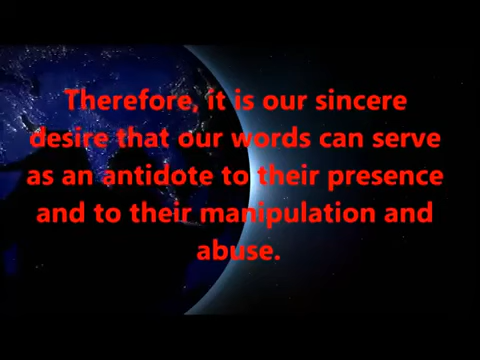 Therefore, it is our sincere
desire that our words can serve
as an antidote to their presence
and to their manipulation and
abuse.